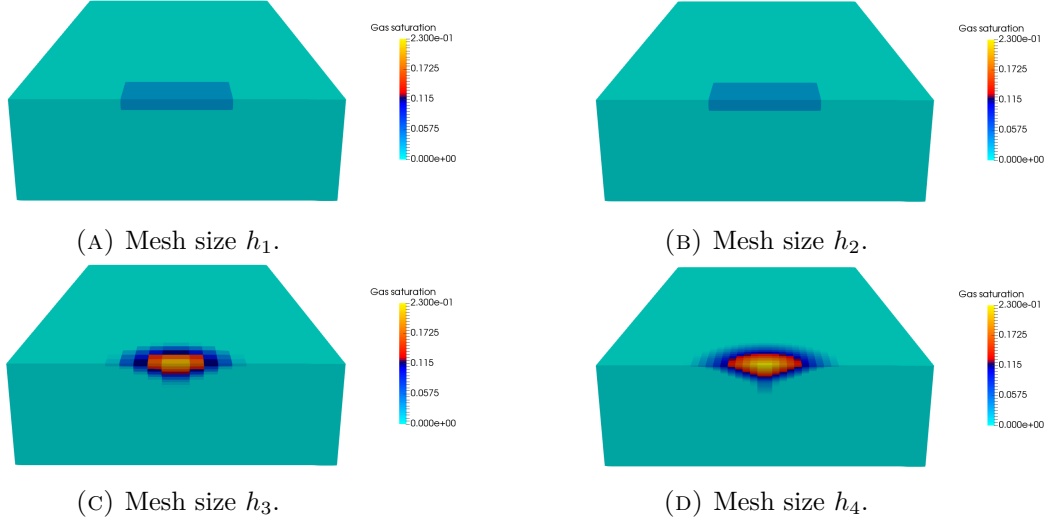 Gas saturation
2.300e-01
0.1725
0.115
0.0575
0.000e+00
(A) Mesh size h₁.
Gas saturation
2.300e-01
0.1725
0.115
0.0575
0.000e+00
(B) Mesh size h₂.
Gas saturation
2.300e-01
0.1725
0.115
0.0575
0.000e+00
(C) Mesh size h₃.
Gas saturation
2.300e-01
0.1725
0.115
0.0575
0.000e+00
(D) Mesh size h₄.